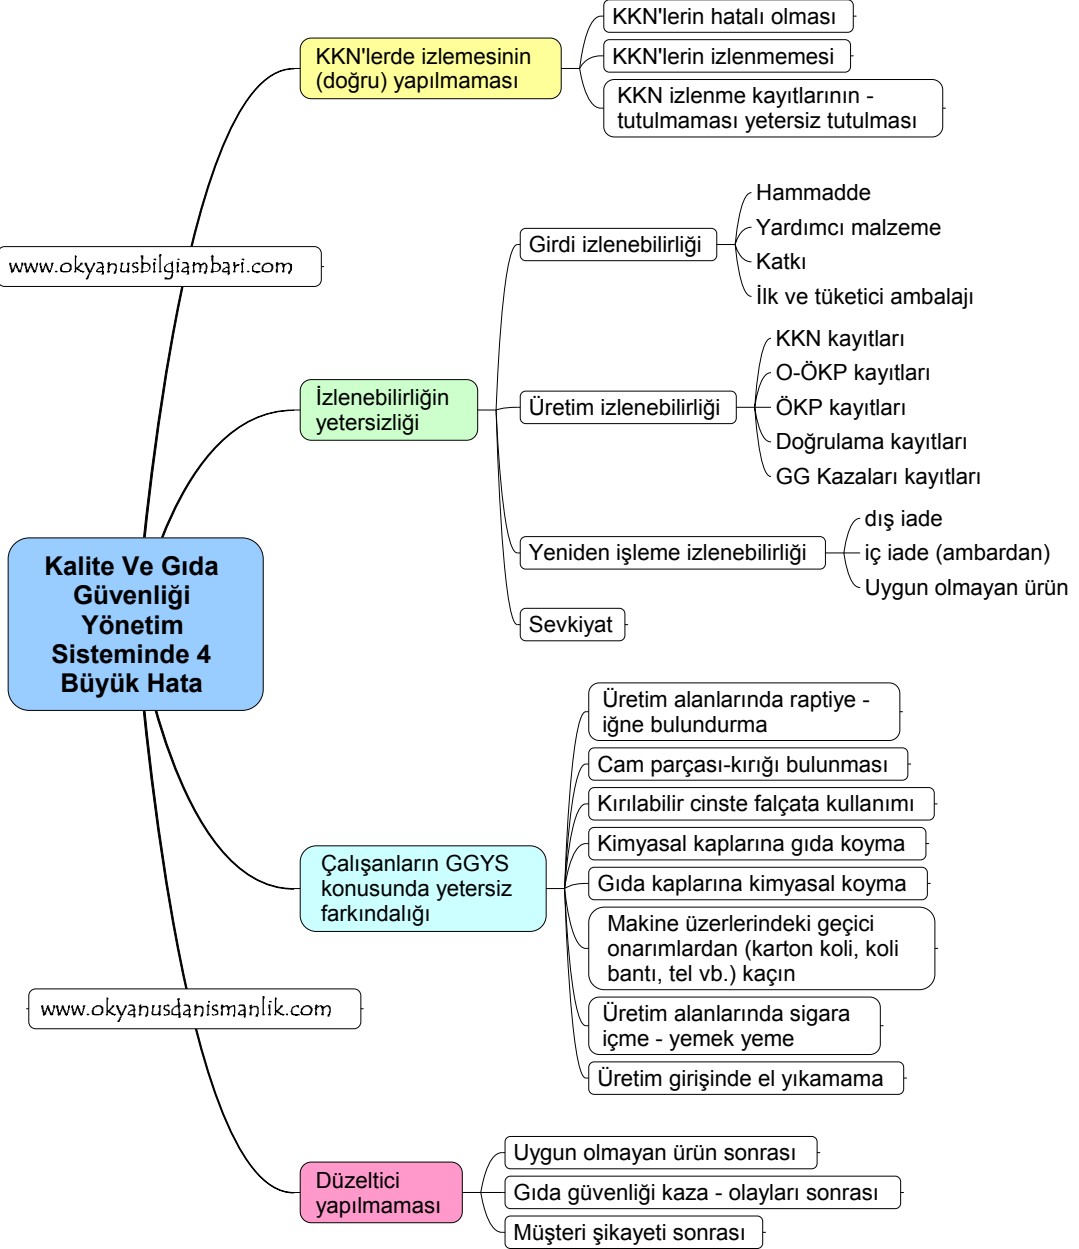 Kalite Ve Gıda
Güvenliği
Yönetim
Sisteminde 4
Büyük Hata
www.okyanusbilgiambari.com
www.okyanusdanismanlik.com
KKN'lerde izlemesinin
(doğru) yapılmaması
KKN'lerin hatalı olması
KKN'lerin izlenmemesi
KKN izlenme kayıtlarının -
tutulmaması yetersiz tutulması
İzlenebilirliğin
yetersizliği
Girdi izlenebilirliği
Hammadde
Yardımcı malzeme
Katkı
İlk ve tüketici ambalajı
Üretim izlenebilirliği
KKN kayıtları
O-ÖKP kayıtları
ÖKP kayıtları
Doğrulama kayıtları
GG Kazaları kayıtları
Yeniden işleme izlenebilirliği
dış iade
iç iade (ambardan)
Uygun olmayan ürün
Sevkiyat
Çalışanların GGYS
konusunda yetersiz
farkındalığı
Üretim alanlarında raptiye -
iğne bulundurma
Cam parçası-kırığı bulunması
Kırılabilir cinste falçata kullanımı
Kimyasal kaplarına gıda koyma
Gıda kaplarına kimyasal koyma
Makine üzerlerindeki geçici
onarımlardan (karton koli, koli
bantı, tel vb.) kaçın
Üretim alanlarında sigara
içme - yemek yeme
Üretim girişinde el yıkamama
Düzeltici
yapılmaması
Uygun olmayan ürün sonrası
Gıda güvenliği kaza - olayları sonrası
Müşteri şikayeti sonrası